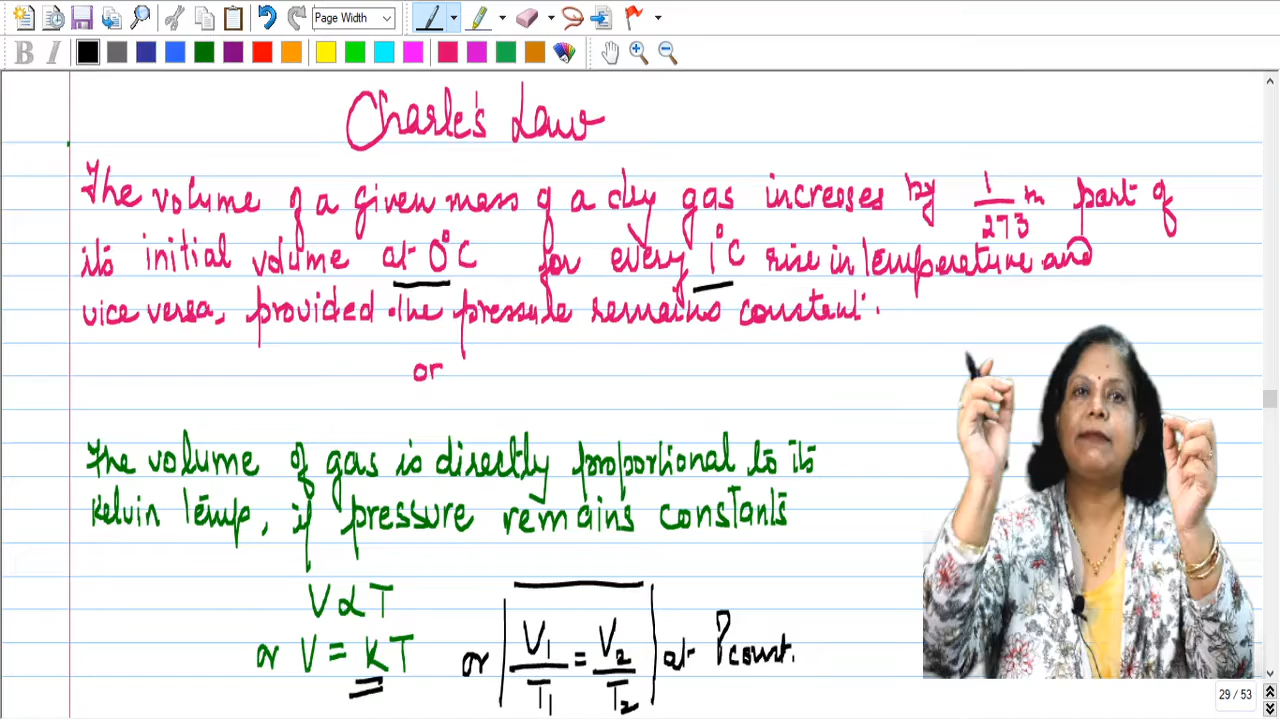 Page Width
B I
Charle's Law
The volume of a given mass of a dry gas increases by 1/273 th part of
its initial volume at 0°C for every 1°C rise in temperature and
vice versa, provided the pressure remains constant.
or
The volume of gas is directly proportional to its
Kelvin temp, if pressure remains constants
V α T
or V = KT or V₁/T₁ = V₂/T₂ at P const.
29 / 53